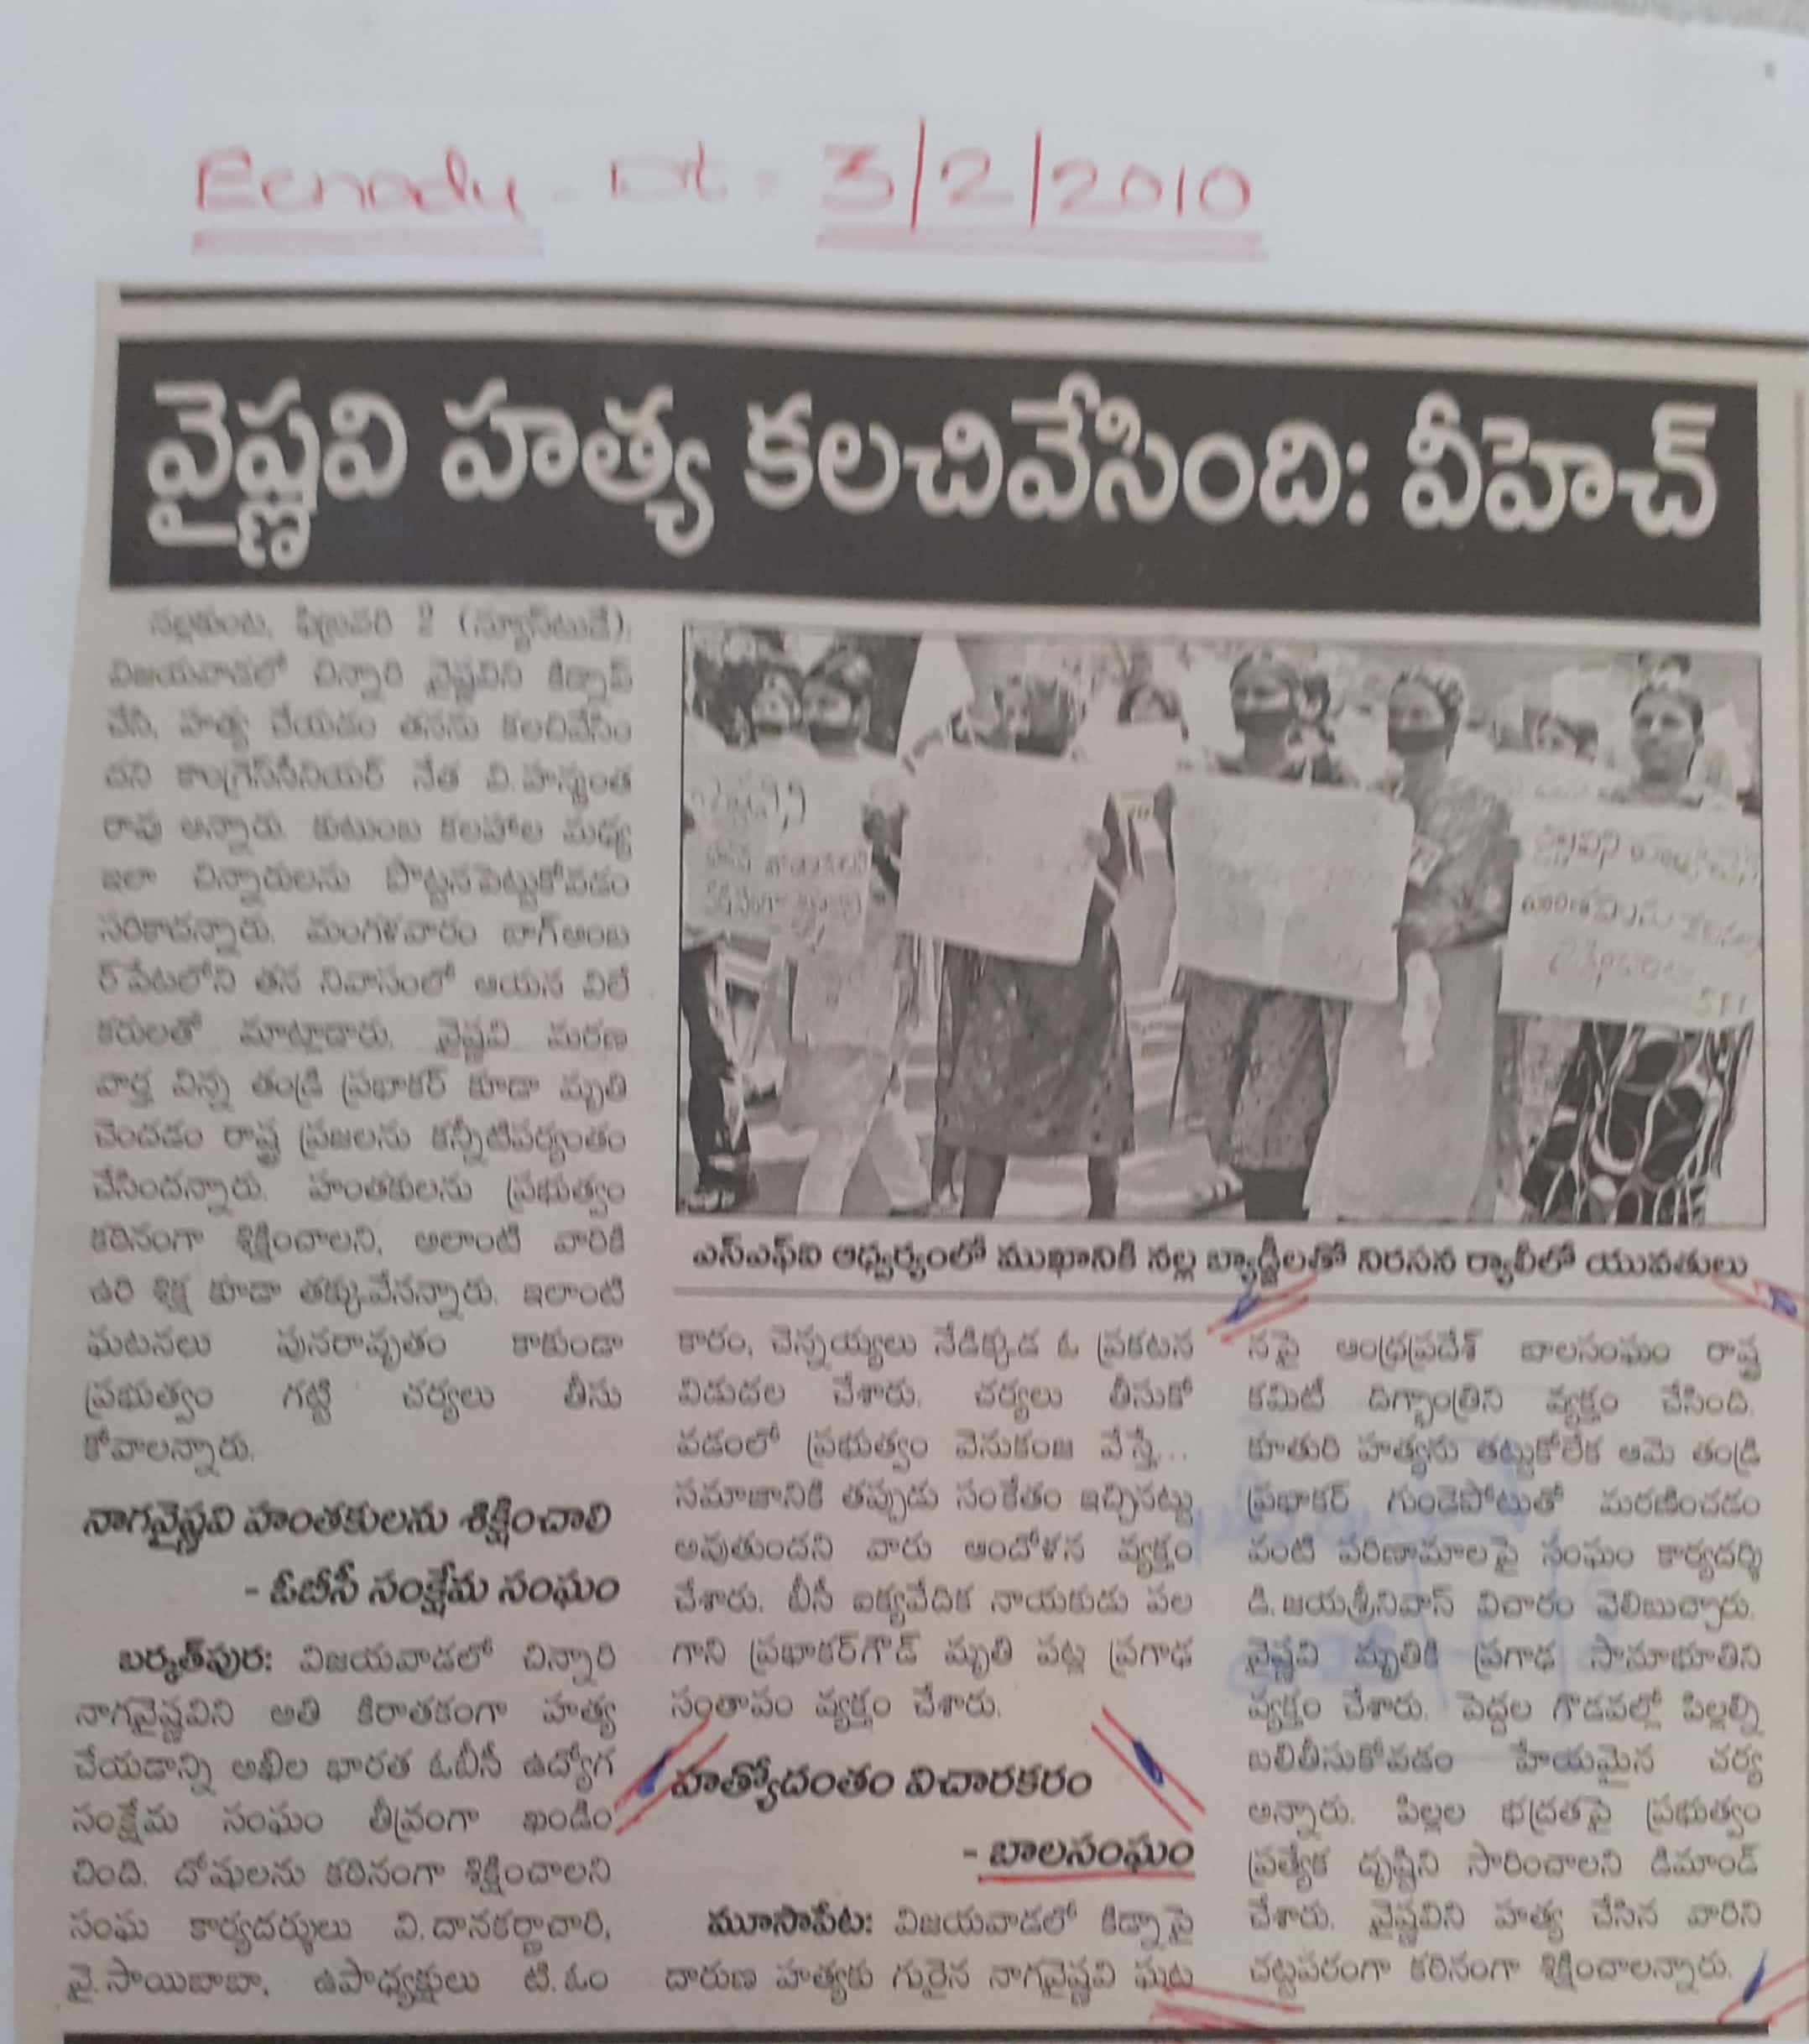 Eenadu - Dt - 3/2/2010
వైష్ణవి హత్య కలచివేసింది: వీహెచ్
నల్లకుంట, ఫిబ్రవరి 2 (న్యూస్‌టుడే):
విజయవాడలో చిన్నారి వైష్ణవిని కిడ్నాప్
చేసి, హత్య చేయడం తనను కలచివేసిం
దని కాంగ్రెస్‌సీనియర్ నేత వి.హన్మంత
రావు అన్నారు. కుటుంబ కలహాల మధ్య
ఇలా చిన్నారులను పొట్టనపెట్టుకోవడం
సరికాదన్నారు. మంగళవారం బాగ్‌అంబ
ర్‌పేటలోని తన నివాసంలో ఆయన విలే
కరులతో మాట్లాడారు. వైష్ణవి మరణ
వార్త విన్న తండ్రి ప్రభాకర్ కూడా మృతి
చెందడం రాష్ట్ర ప్రజలను కన్నీటిపర్యంతం
చేసిందన్నారు. హంతకులను ప్రభుత్వం
కఠినంగా శిక్షించాలని, అలాంటి వారికి
ఉరి శిక్ష కూడా తక్కువేనన్నారు. ఇలాంటి
ఘటనలు పునరావృతం కాకుండా
ప్రభుత్వం గట్టి చర్యలు తీసు
కోవాలన్నారు.
నాగవైష్ణవి హంతకులను శిక్షించాలి
- ఓబీసీ సంక్షేమ సంఘం
బర్కత్‌పుర: విజయవాడలో చిన్నారి
నాగవైష్ణవిని అతి కిరాతకంగా హత్య
చేయడాన్ని అఖిల భారత ఓబీసీ ఉద్యోగ
సంక్షేమ సంఘం తీవ్రంగా ఖండిం
చింది. దోషులను కఠినంగా శిక్షించాలని
సంఘ కార్యదర్శులు వి.దానకర్ణాచారి,
వై.సాయిబాబా, ఉపాధ్యక్షులు టి.ఓం
ఎస్ఎఫ్ఐ ఆధ్వర్యంలో ముఖానికి నల్ల బ్యాడ్జీలతో నిరసన ర్యాలీలో యువతులు
కారం, చెన్నయ్యలు నేడిక్కడ ఓ ప్రకటన
విడుదల చేశారు. చర్యలు తీసుకో
వడంలో ప్రభుత్వం వెనుకంజ వేస్తే...
సమాజానికి తప్పుడు సంకేతం ఇచ్చినట్లు
అవుతుందని వారు ఆందోళన వ్యక్తం
చేశారు. బీసీ ఐక్యవేదిక నాయకుడు పల
గాని ప్రభాకర్‌గౌడ్ మృతి పట్ల ప్రగాఢ
సంతాపం వ్యక్తం చేశారు.
హత్యోదంతం విచారకరం
- బాలసంఘం
మూసాపేట: విజయవాడలో కిడ్నాపై
దారుణ హత్యకు గురైన నాగవైష్ణవి ఘట
నపై ఆంధ్రప్రదేశ్ బాలసంఘం రాష్ట్ర
కమిటీ దిగ్భ్రాంతిని వ్యక్తం చేసింది.
కూతురి హత్యను తట్టుకోలేక ఆమె తండ్రి
ప్రభాకర్ గుండెపోటుతో మరణించడం
వంటి పరిణామాలపై సంఘం కార్యదర్శి
డి.జయశ్రీనివాస్ విచారం వెలిబుచ్చారు.
వైష్ణవి మృతికి ప్రగాఢ సానుభూతిని
వ్యక్తం చేశారు. పెద్దల గొడవల్లో పిల్లల్ని
బలితీసుకోవడం హేయమైన చర్య
అన్నారు. పిల్లల భద్రతపై ప్రభుత్వం
ప్రత్యేక దృష్టిని సారించాలని డిమాండ్
చేశారు. వైష్ణవిని హత్య చేసిన వారిని
చట్టపరంగా కఠినంగా శిక్షించాలన్నారు.